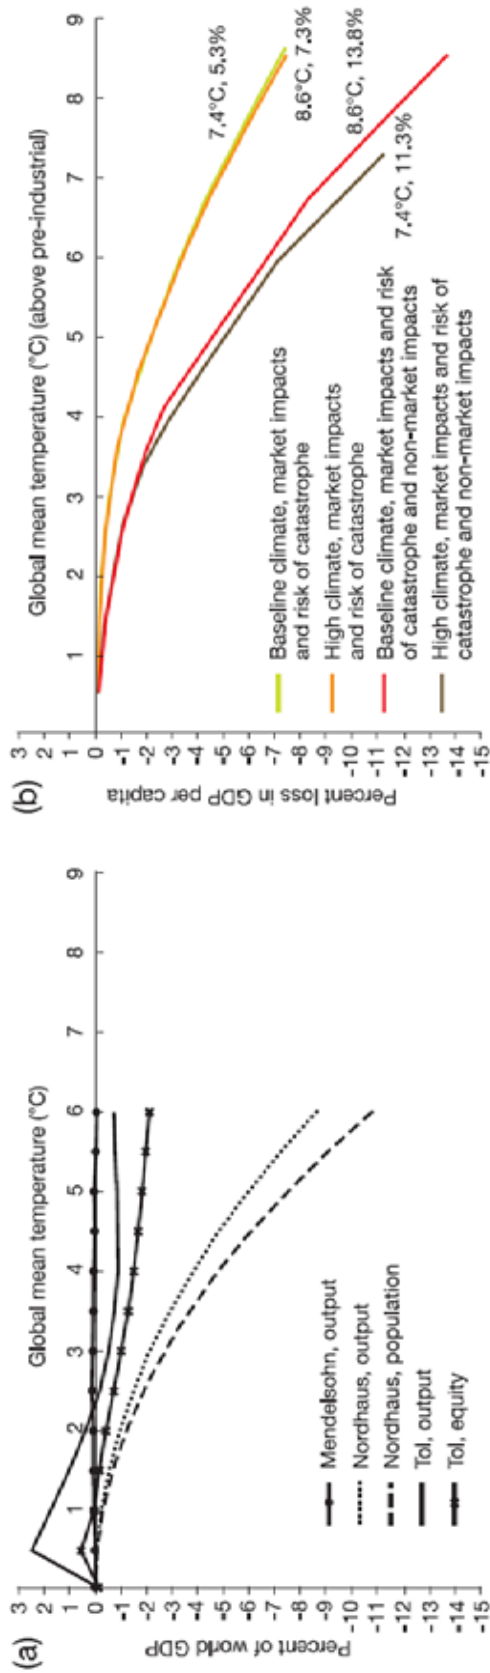 (a)
Global mean temperature (°C)
1 2 3 4 5 6 7 8 9
3
2
1
0
-1
-2
-3
-4
-5
-6
-7
-8
-9
-10
-11
-12
-13
-14
-15
Percent of world GDP
Mendelsohn, output
Nordhaus, output
Nordhaus, population
Tol, output
Tol, equity
(b)
Global mean temperature (°C) (above pre-industrial)
1 2 3 4 5 6 7 8 9
3
2
1
0
-1
-2
-3
-4
-5
-6
-7
-8
-9
-10
-11
-12
-13
-14
-15
Percent loss in GDP per capita
7.4°C, 5.3%
8.6°C, 7.3%
8.6°C, 13.8%
7.4°C, 11.3%
Baseline climate, market impacts
and risk of catastrophe
High climate, market impacts
and risk of catastrophe
Baseline climate, market impacts and risk
of catastrophe and non-market impacts
High climate, market impacts and risk of
catastrophe and non-market impacts